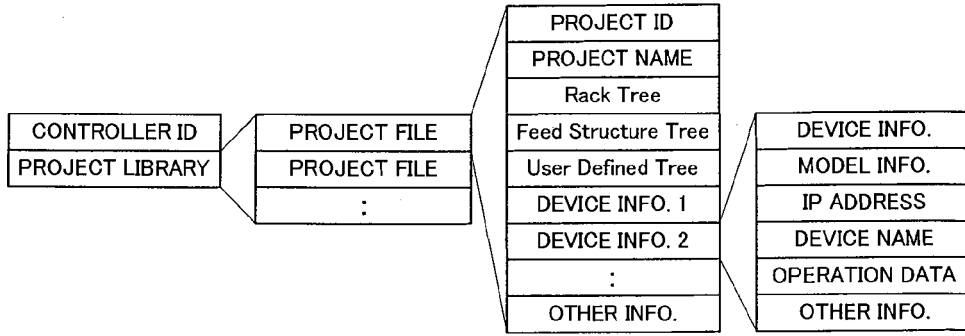 CONTROLLER ID
PROJECT LIBRARY
PROJECT FILE
PROJECT FILE
:
PROJECT ID
PROJECT NAME
Rack Tree
Feed Structure Tree
User Defined Tree
DEVICE INFO. 1
DEVICE INFO. 2
:
OTHER INFO.
DEVICE INFO.
MODEL INFO.
IP ADDRESS
DEVICE NAME
OPERATION DATA
OTHER INFO.